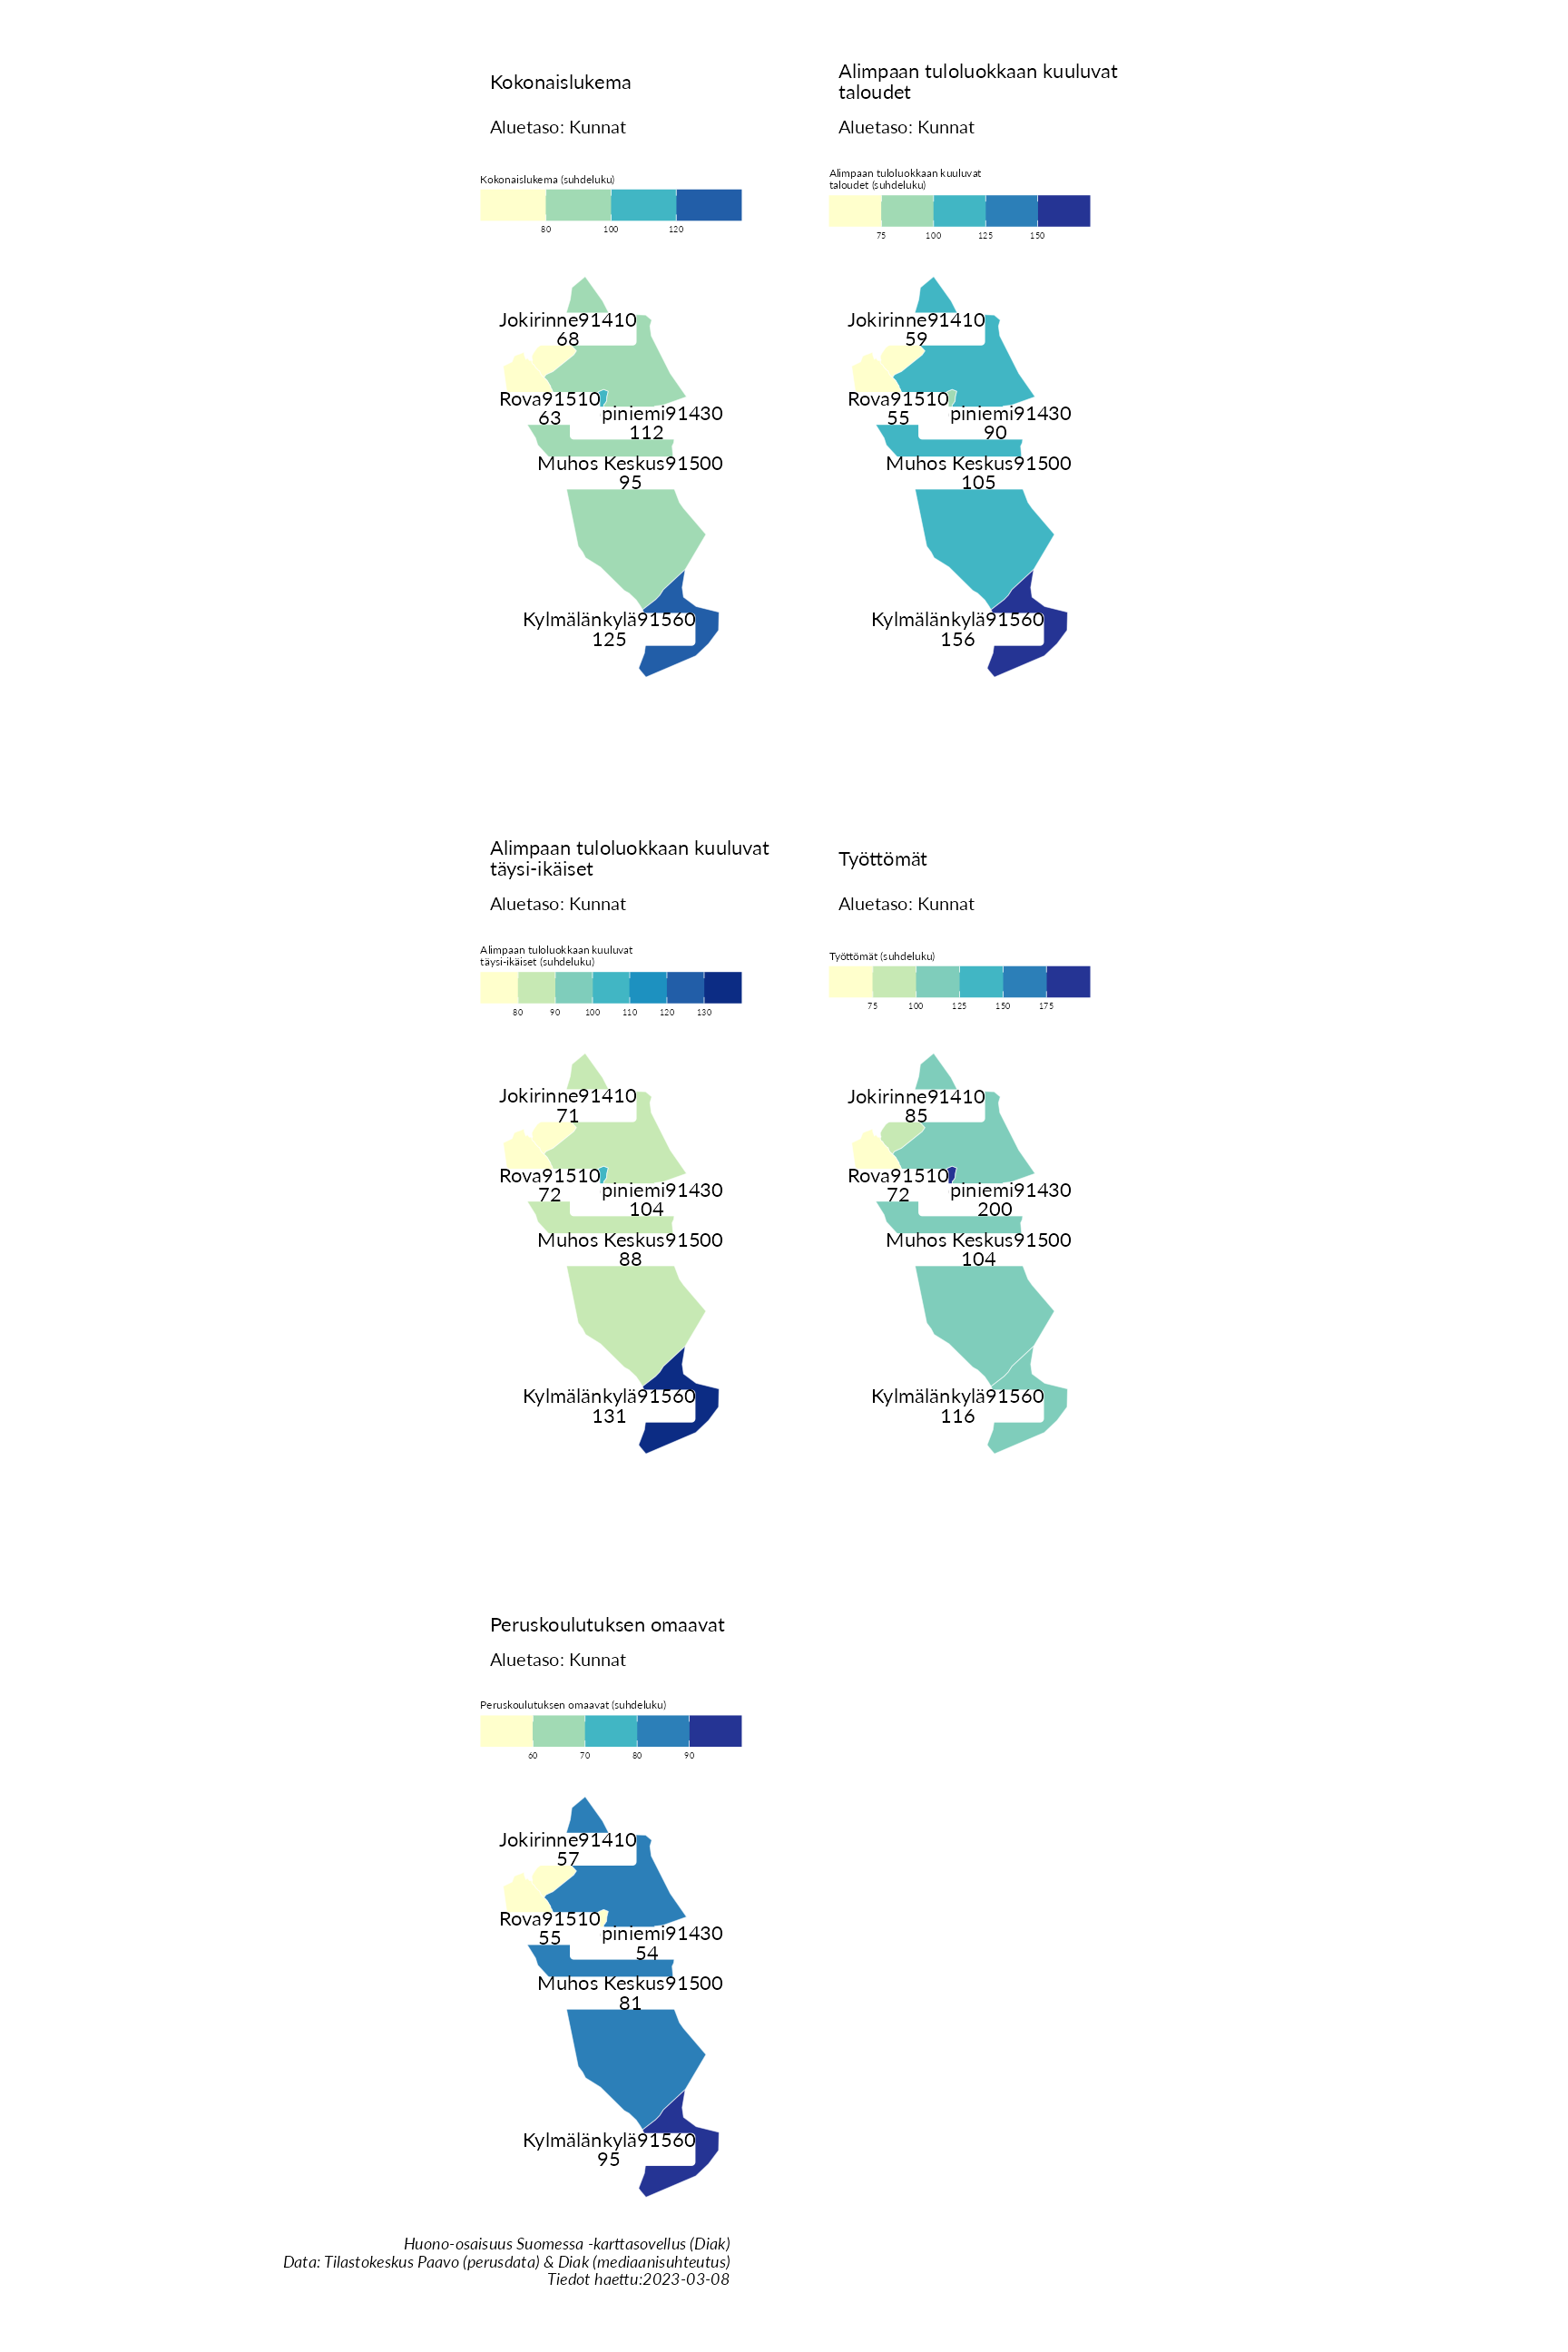 Kokonaislukema
Aluetaso: Kunnat
Kokonaislukema (suhdeluku)
80 100 120
Jokirinne91410
68
Rova91510
63
piniemi91430
112
Muhos Keskus91500
95
Kylmälänkylä91560
125
Alimpaan tuloluokkaan kuuluvat
taloudet
Aluetaso: Kunnat
Alimpaan tuloluokkaan kuuluvat
taloudet (suhdeluku)
75 100 125 150
Jokirinne91410
59
Rova91510
55
piniemi91430
90
Muhos Keskus91500
105
Kylmälänkylä91560
156
Alimpaan tuloluokkaan kuuluvat
täysi-ikäiset
Aluetaso: Kunnat
Alimpaan tuloluokkaan kuuluvat
täysi-ikäiset (suhdeluku)
80 90 100 110 120 130
Jokirinne91410
71
Rova91510
72
piniemi91430
104
Muhos Keskus91500
88
Kylmälänkylä91560
131
Työttömät
Aluetaso: Kunnat
Työttömät (suhdeluku)
75 100 125 150 175
Jokirinne91410
85
Rova91510
72
piniemi91430
200
Muhos Keskus91500
104
Kylmälänkylä91560
116
Peruskoulutuksen omaavat
Aluetaso: Kunnat
Peruskoulutuksen omaavat (suhdeluku)
60 70 80 90
Jokirinne91410
57
Rova91510
55
piniemi91430
54
Muhos Keskus91500
81
Kylmälänkylä91560
95
Huono-osaisuus Suomessa -karttasovellus (Diak)
Data: Tilastokeskus Paavo (perusdata) & Diak (mediaanisuhteutus)
Tiedot haettu:2023-03-08